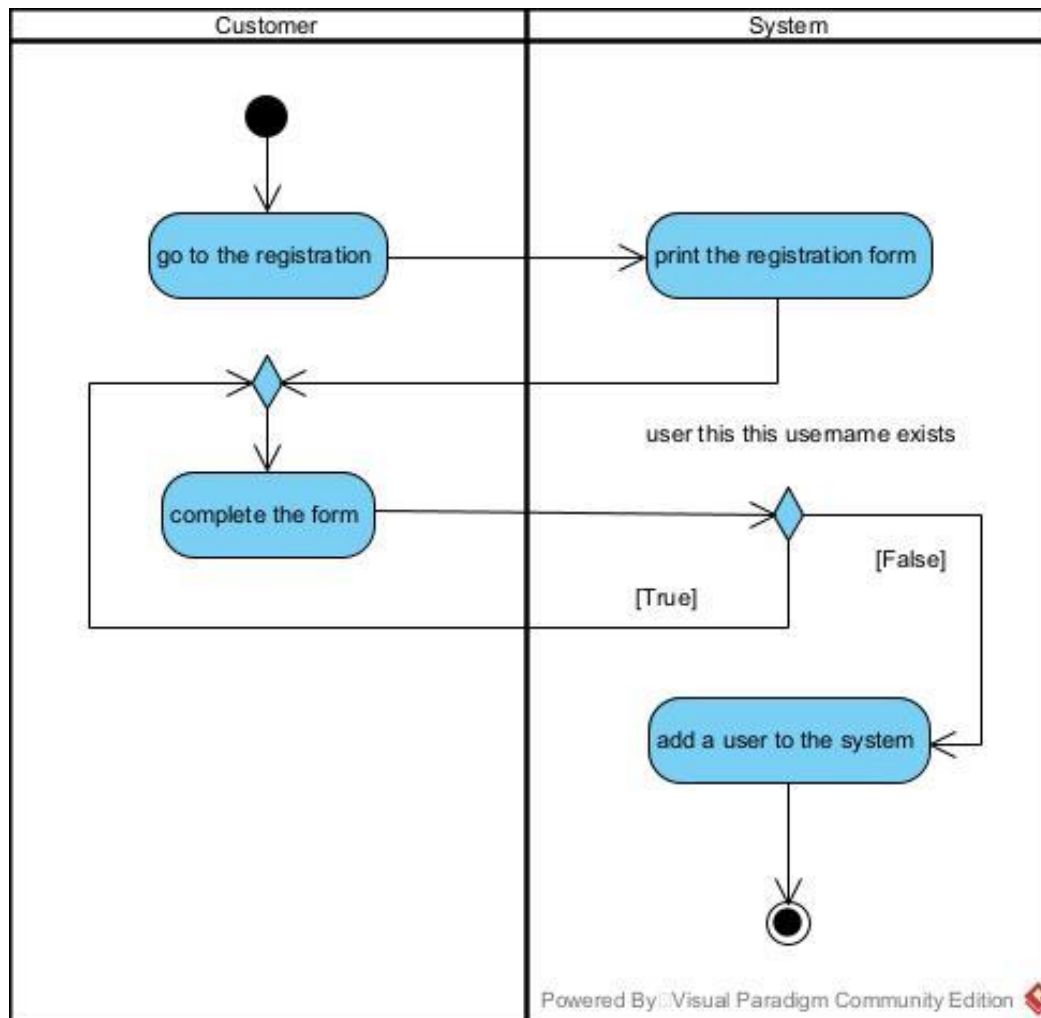 Customer
System
go to the registration
print the registration form
user this this username exists
complete the form
[False]
[True]
add a user to the system
Powered By Visual Paradigm Community Edition